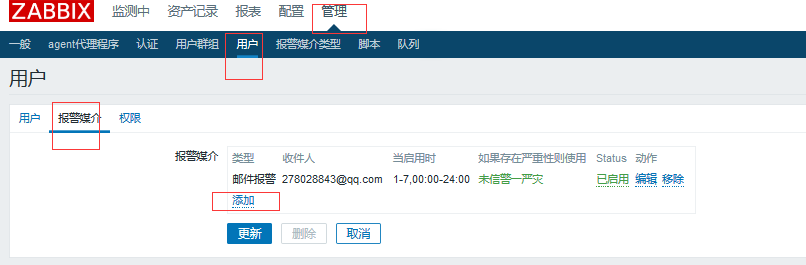 ZABBIX 监测中 资产记录 报表 配置 管理
一般 agent代理程序 认证 用户群组 用户 报警媒介类型 脚本 队列
用户
用户 报警媒介 权限
报警媒介 类型 收件人 当启用时 如果存在严重性则使用 Status 动作
邮件报警 278028843@qq.com 1-7,00:00-24:00 未信警一严灾 已启用 编辑 移除
添加
更新 删除 取消